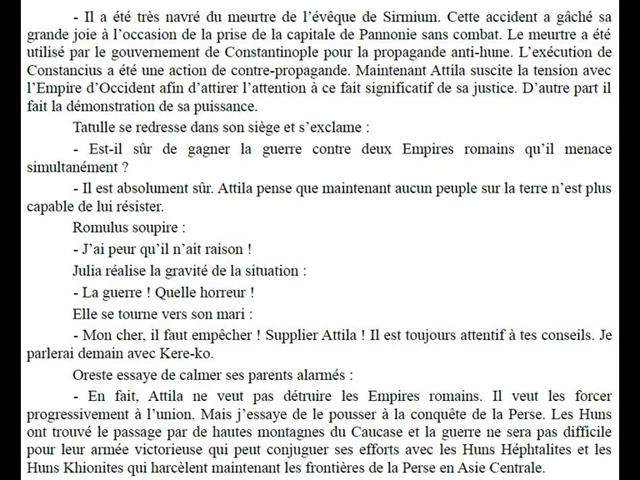 - Il a été très navré du meurtre de l'évêque de Sirmium. Cette accident a gâché sa
grande joie à l'occasion de la prise de la capitale de Pannonie sans combat. Le meurtre a été
utilisé par le gouvernement de Constantinople pour la propagande anti-hune. L'exécution de
Constancius a été une action de contre-propagande. Maintenant Attila suscite la tension avec
l'Empire d'Occident afin d'attirer l'attention à ce fait significatif de sa justice. D'autre part il
fait la démonstration de sa puissance.
Tatulle se redresse dans son siège et s'exclame :
- Est-il sûr de gagner la guerre contre deux Empires romains qu'il menace
simultanément ?
- Il est absolument sûr. Attila pense que maintenant aucun peuple sur la terre n'est plus
capable de lui résister.
Romulus soupire :
- J'ai peur qu'il n'ait raison !
Julia réalise la gravité de la situation :
- La guerre ! Quelle horreur !
Elle se tourne vers son mari :
- Mon cher, il faut empêcher ! Supplier Attila ! Il est toujours attentif à tes conseils. Je
parlerai demain avec Kere-ko.
Oreste essaye de calmer ses parents alarmés :
- En fait, Attila ne veut pas détruire les Empires romains. Il veut les forcer
progressivement à l'union. Mais j'essaye de le pousser à la conquête de la Perse. Les Huns
ont trouvé le passage par de hautes montagnes du Caucase et la guerre ne sera pas difficile
pour leur armée victorieuse qui peut conjuguer ses efforts avec les Huns Héphtalites et les
Huns Khionites qui harcèlent maintenant les frontières de la Perse en Asie Centrale.